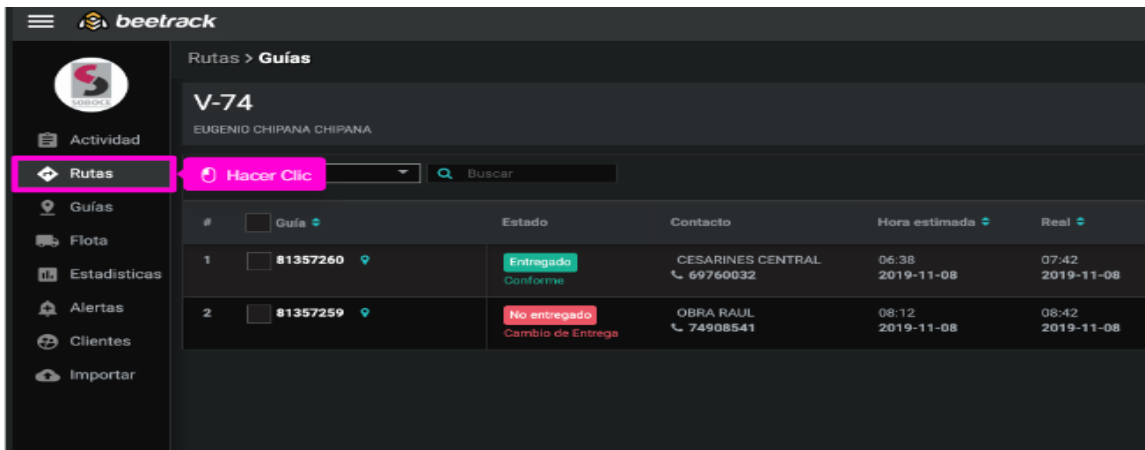 beetrack
SOBOCE
Rutas > Guías
V-74
EUGENIO CHIPANA CHIPANA
Actividad
Rutas
Hacer Clic
Buscar
Guías
Flota
Estadisticas
Alertas
Clientes
Importar
# Guía Estado Contacto Hora estimada Real
1 81357260 Entregado CESARINES CENTRAL 06:38 07:42
Conforme 69760032 2019-11-08 2019-11-08
2 81357259 No entregado OBRA RAUL 08:12 08:42
Cambio de Entrega 74908541 2019-11-08 2019-11-08